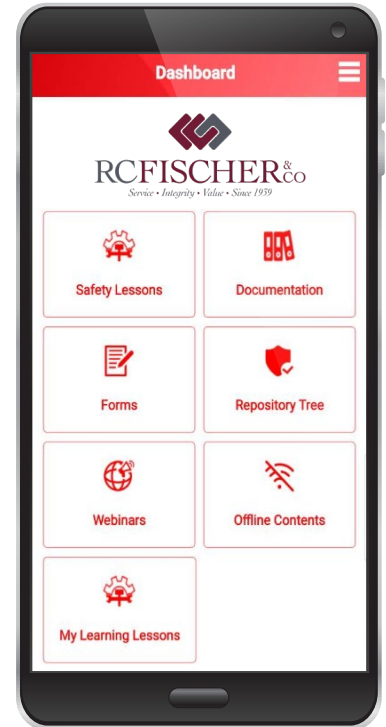 Dashboard
RCFISCHER&CO
Service • Integrity • Value • Since 1959
Safety Lessons
Documentation
Forms
Repository Tree
Webinars
Offline Contents
My Learning Lessons